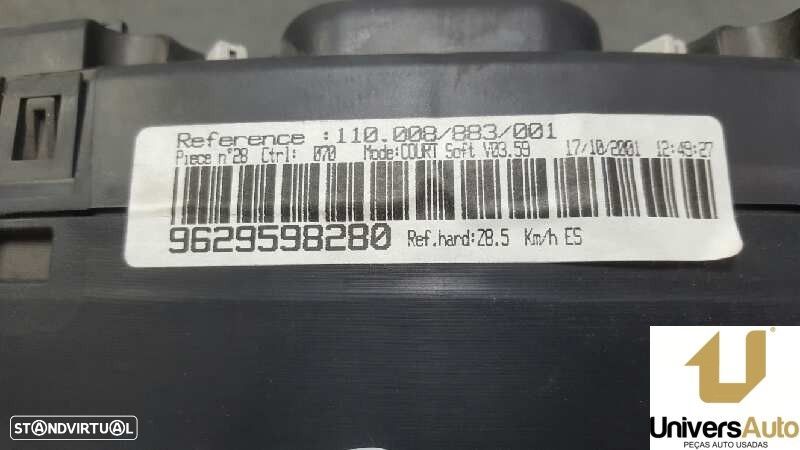 Reference :110.008/883/001
Piece n°28 Ctrl: 070 Mode:COURT Soft V03.59 17/10/2001 12:49:27
9629598280 Ref.hard:Z8.5 Km/h ES
UniversAuto
PEÇAS AUTO USADAS
STANDVIRTUAL